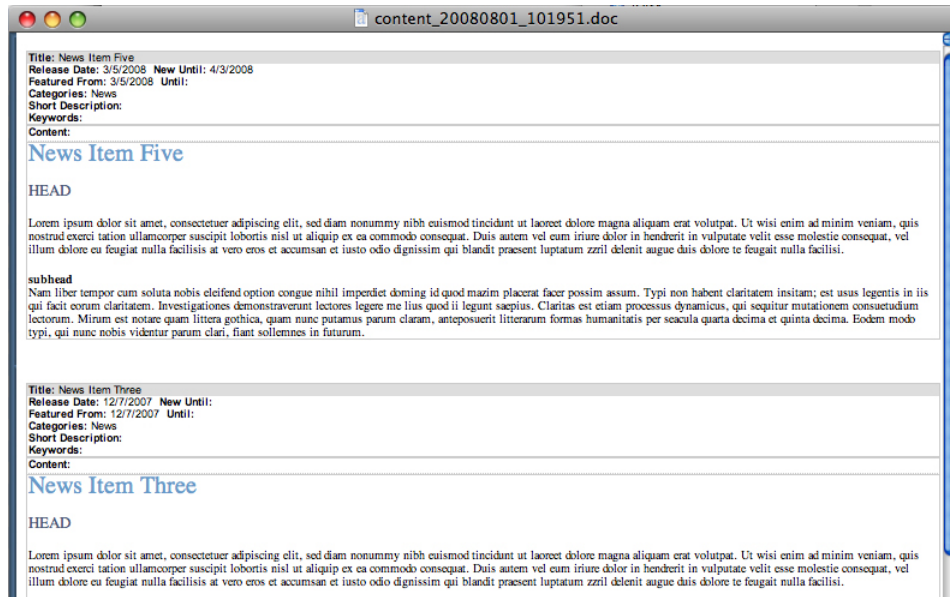 content_20080801_101951.doc
Title: News Item Five
Release Date: 3/5/2008 New Until: 4/3/2008
Featured From: 3/5/2008 Until:
Categories: News
Short Description:
Keywords:
Content:
News Item Five
HEAD
Lorem ipsum dolor sit amet, consectetuer adipiscing elit, sed diam nonummy nibh euismod tincidunt ut laoreet dolore magna aliquam erat volutpat. Ut wisi enim ad minim veniam, quis
nostrud exerci tation ullamcorper suscipit lobortis nisl ut aliquip ex ea commodo consequat. Duis autem vel eum iriure dolor in hendrerit in vulputate velit esse molestie consequat, vel
illum dolore eu feugiat nulla facilisis at vero eros et accumsan et iusto odio dignissim qui blandit praesent luptatum zzril delenit augue duis dolore te feugait nulla facilisi.
subhead
Nam liber tempor cum soluta nobis eleifend option congue nihil imperdiet doming id quod mazim placerat facer possim assum. Typi non habent claritatem insitam; est usus legentis in iis
qui facit eorum claritatem. Investigationes demonstraverunt lectores legere me lius quod ii legunt saepius. Claritas est etiam processus dynamicus, qui sequitur mutationem consuetudium
lectorum. Mirum est notare quam littera gothica, quam nunc putamus parum claram, anteposuerit litterarum formas humanitatis per seacula quarta decima et quinta decima. Eodem modo
typi, qui nunc nobis videntur parum clari, fiant sollemnes in futurum.
Title: News Item Three
Release Date: 12/7/2007 New Until:
Featured From: 12/7/2007 Until:
Categories: News
Short Description:
Keywords:
Content:
News Item Three
HEAD
Lorem ipsum dolor sit amet, consectetuer adipiscing elit, sed diam nonummy nibh euismod tincidunt ut laoreet dolore magna aliquam erat volutpat. Ut wisi enim ad minim veniam, quis
nostrud exerci tation ullamcorper suscipit lobortis nisl ut aliquip ex ea commodo consequat. Duis autem vel eum iriure dolor in hendrerit in vulputate velit esse molestie consequat, vel
illum dolore eu feugiat nulla facilisis at vero eros et accumsan et iusto odio dignissim qui blandit praesent luptatum zzril delenit augue duis dolore te feugait nulla facilisi.